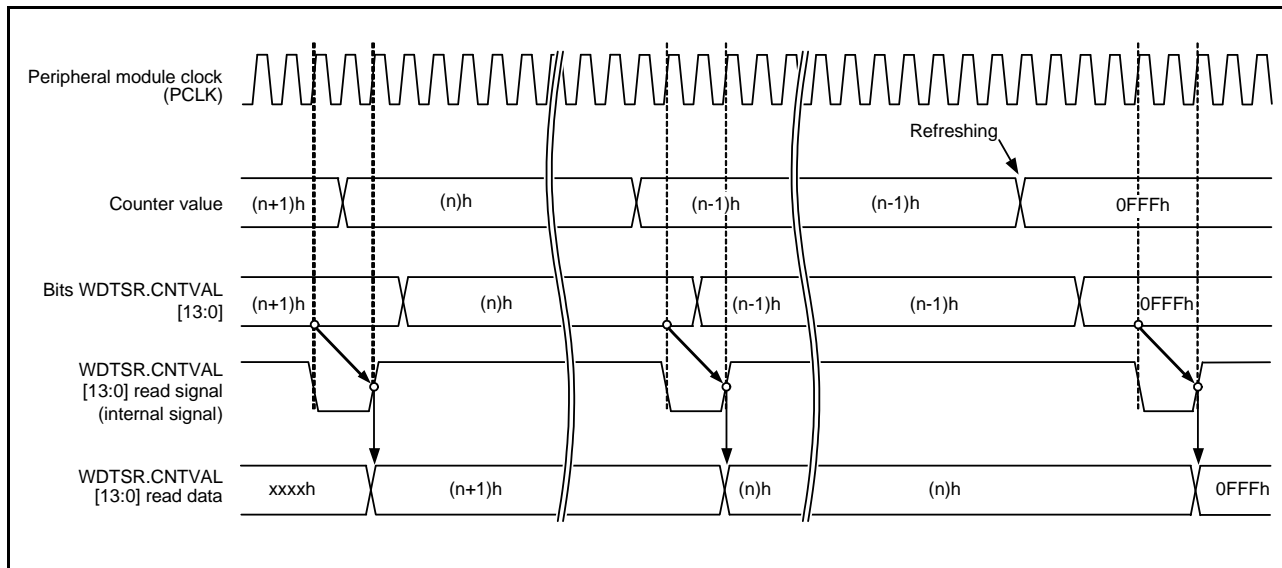 Peripheral module clock
(PCLK)
Refreshing
Counter value
(n+1)h
(n)h
(n-1)h
(n-1)h
0FFFh
Bits WDTSR.CNTVAL
[13:0]
(n+1)h
(n)h
(n-1)h
(n-1)h
0FFFh
WDTSR.CNTVAL
[13:0] read signal
(internal signal)
WDTSR.CNTVAL
[13:0] read data
xxxxh
(n+1)h
(n)h
(n)h
0FFFh